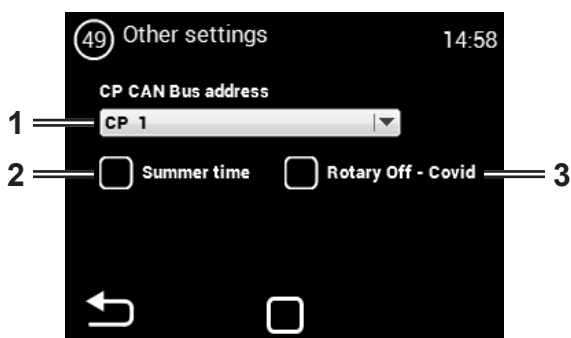 49 Other settings 14:58
CP CAN Bus address
1 CP 1
2 Summer time Rotary Off - Covid 3